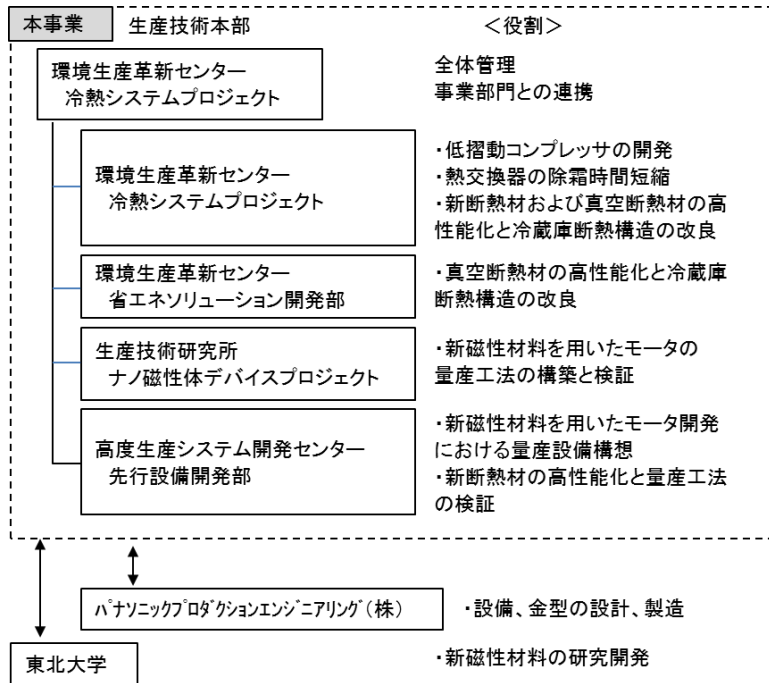 本事業 生産技術本部 <役割>
環境生産革新センター
冷熱システムプロジェクト
全体管理
事業部門との連携
環境生産革新センター
冷熱システムプロジェクト
・低摺動コンプレッサの開発
・熱交換器の除霜時間短縮
・新断熱材および真空断熱材の高
性能化と冷蔵庫断熱構造の改良
環境生産革新センター
省エネソリューション開発部
・真空断熱材の高性能化と冷蔵庫
断熱構造の改良
生産技術研究所
ナノ磁性体デバイスプロジェクト
・新磁性材料を用いたモータの
量産工法の構築と検証
高度生産システム開発センター
先行設備開発部
・新磁性材料を用いたモータ開発
における量産設備構想
・新断熱材の高性能化と量産工法
の検証
ﾊﾟﾅｿﾆｯｸﾌﾟﾛﾀﾞｸｼｮﾝｴﾝｼﾞﾆｱﾘﾝｸﾞ(株)
・設備、金型の設計、製造
東北大学
・新磁性材料の研究開発